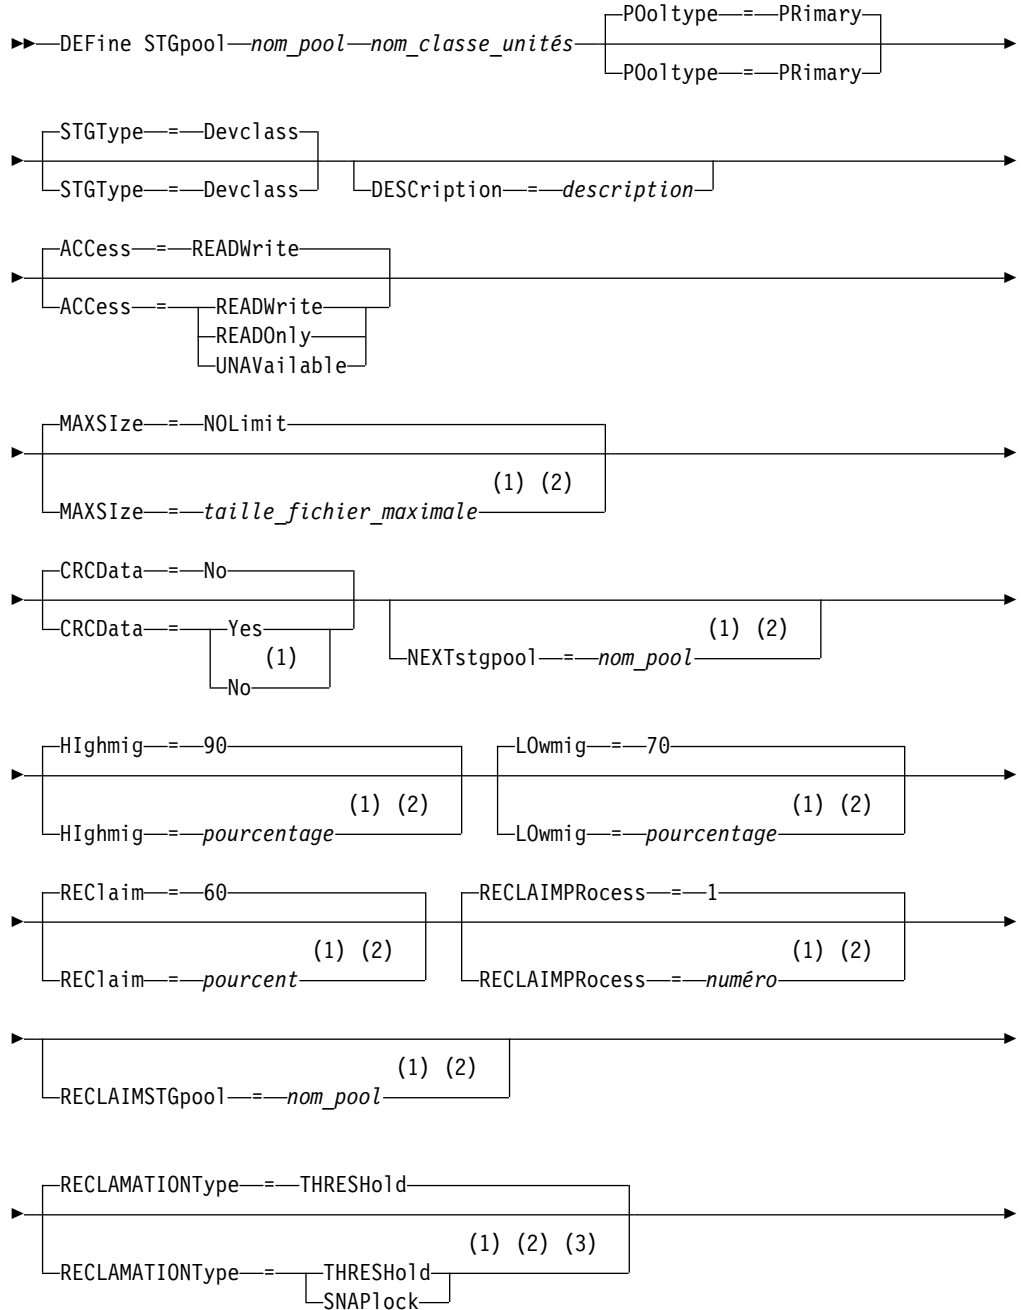 POoltype = PRimary
DEFine STGpool nom_pool nom_classe_unités
POoltype = PRimary
STGType = Devclass
STGType = Devclass
DESCription = description
ACCess = READWrite
ACCess = READWrite
READOnly
UNAVailable
MAXSIze = NOLimit
(1) (2)
MAXSIze = taille_fichier_maximale
CRCData = No
CRCData = Yes
(1)
No
(1) (2)
NEXTstgpool = nom_pool
HIghmig = 90
(1) (2)
HIghmig = pourcentage
LOwmig = 70
(1) (2)
LOwmig = pourcentage
REClaim = 60
(1) (2)
REClaim = pourcent
RECLAIMPRocess = 1
(1) (2)
RECLAIMPRocess = numéro
(1) (2)
RECLAIMSTGpool = nom_pool
RECLAMATIONType = THRESHold
(1) (2) (3)
RECLAMATIONType = THRESHold
SNAPlock